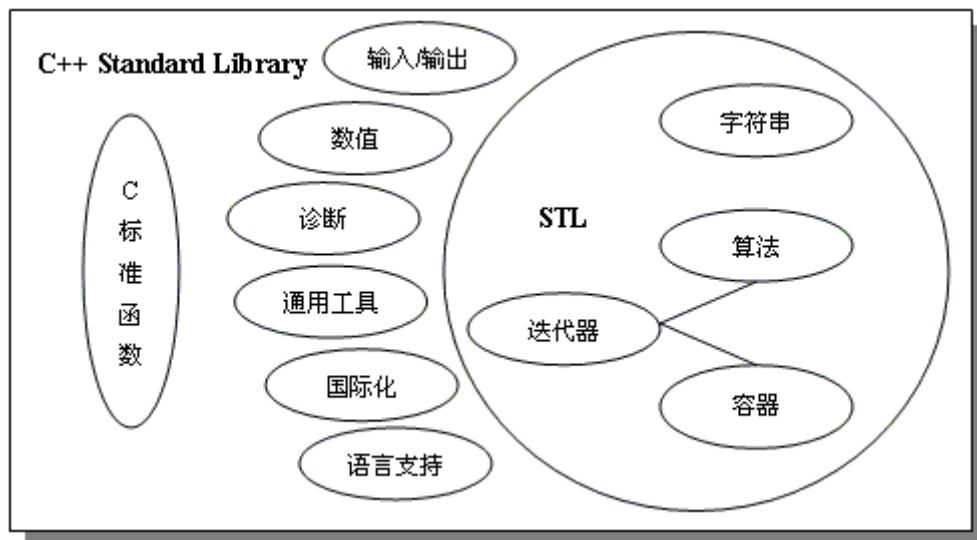 C++ Standard Library
输入/输出
数值
诊断
通用工具
国际化
语言支持
C
标
准
函
数
STL
字符串
算法
迭代器
容器